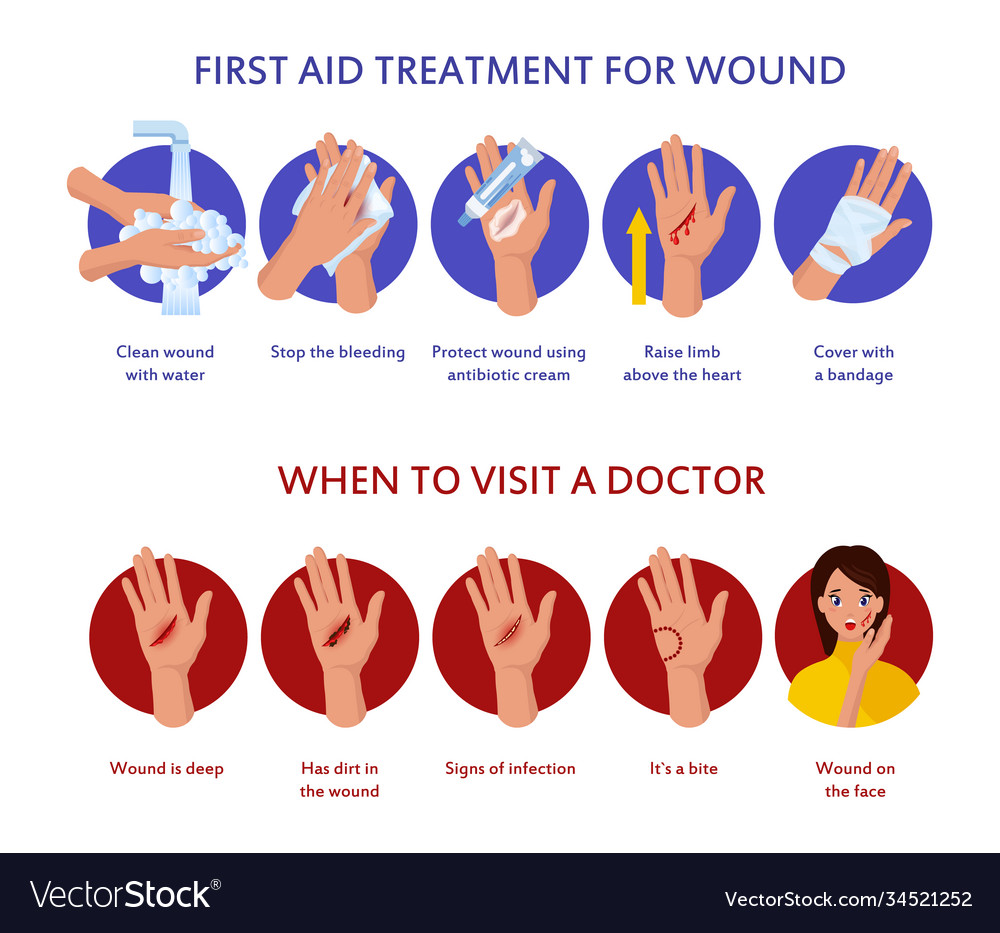 FIRST AID TREATMENT FOR WOUND
Clean wound
with water
Stop the bleeding
Protect wound using
antibiotic cream
Raise limb
above the heart
Cover with
a bandage
WHEN TO VISIT A DOCTOR
Wound is deep
Has dirt in
the wound
Signs of infection
It`s a bite
Wound on
the face
VectorStock®
VectorStock.com/34521252